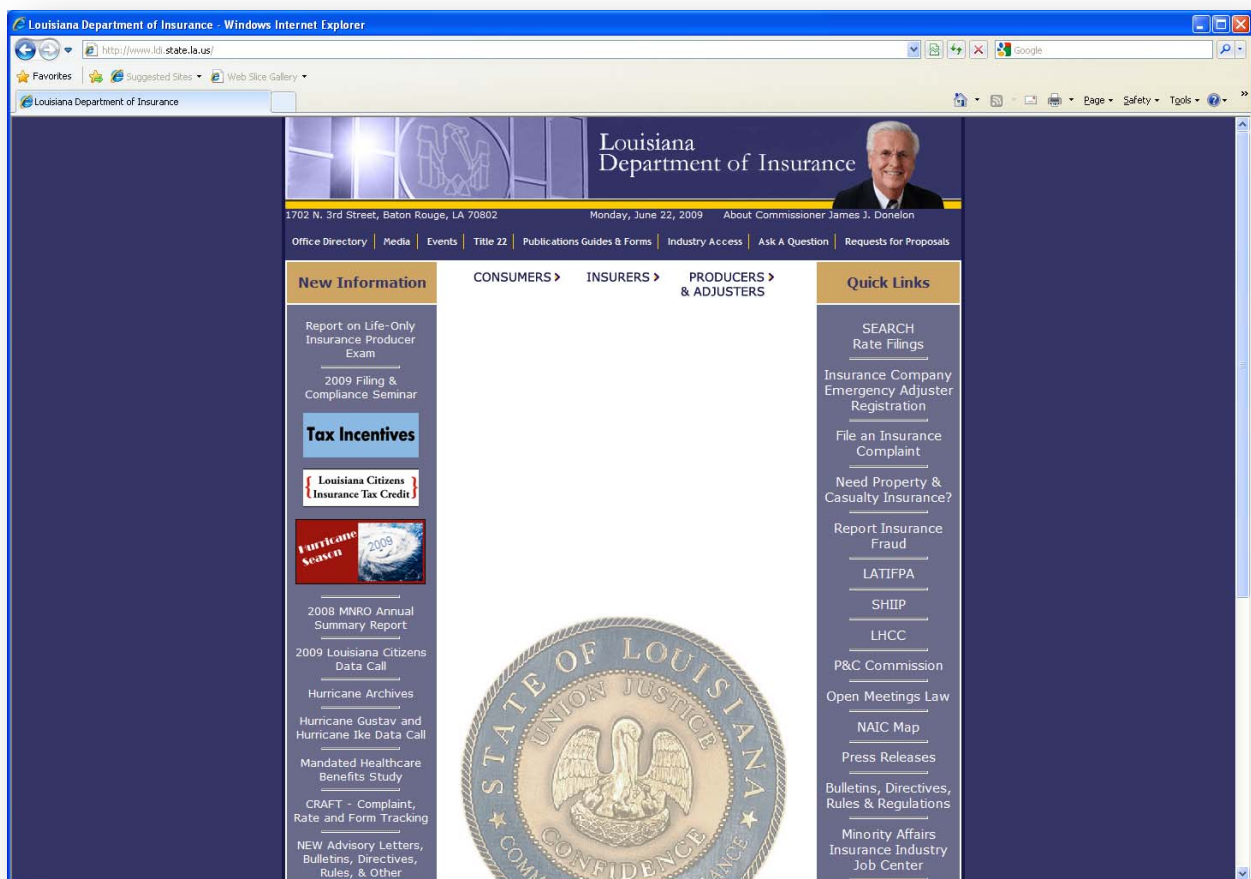 Louisiana Department of Insurance - Windows Internet Explorer
http://www.ldi.state.la.us/
Google
Favorites Suggested Sites Web Slice Gallery
Louisiana Department of Insurance
Page Safety Tools
Louisiana
Department of Insurance
1702 N. 3rd Street, Baton Rouge, LA 70802 Monday, June 22, 2009 About Commissioner James J. Donelon
Office Directory | Media | Events | Title 22 | Publications Guides & Forms | Industry Access | Ask A Question | Requests for Proposals
New Information
Report on Life-Only
Insurance Producer
Exam
2009 Filing &
Compliance Seminar
Tax Incentives
{ Louisiana Citizens
Insurance Tax Credit }
Hurricane
Season
2009
2008 MNRO Annual
Summary Report
2009 Louisiana Citizens
Data Call
Hurricane Archives
Hurricane Gustav and
Hurricane Ike Data Call
Mandated Healthcare
Benefits Study
CRAFT - Complaint,
Rate and Form Tracking
NEW Advisory Letters,
Bulletins, Directives,
Rules, & Other
CONSUMERS > INSURERS > PRODUCERS >
& ADJUSTERS
STATE OF LOUISIANA
UNION JUSTICE
CONFIDENCE
Quick Links
SEARCH
Rate Filings
Insurance Company
Emergency Adjuster
Registration
File an Insurance
Complaint
Need Property &
Casualty Insurance?
Report Insurance
Fraud
LATIFPA
SHIIP
LHCC
P&C Commission
Open Meetings Law
NAIC Map
Press Releases
Bulletins, Directives,
Rules & Regulations
Minority Affairs
Insurance Industry
Job Center